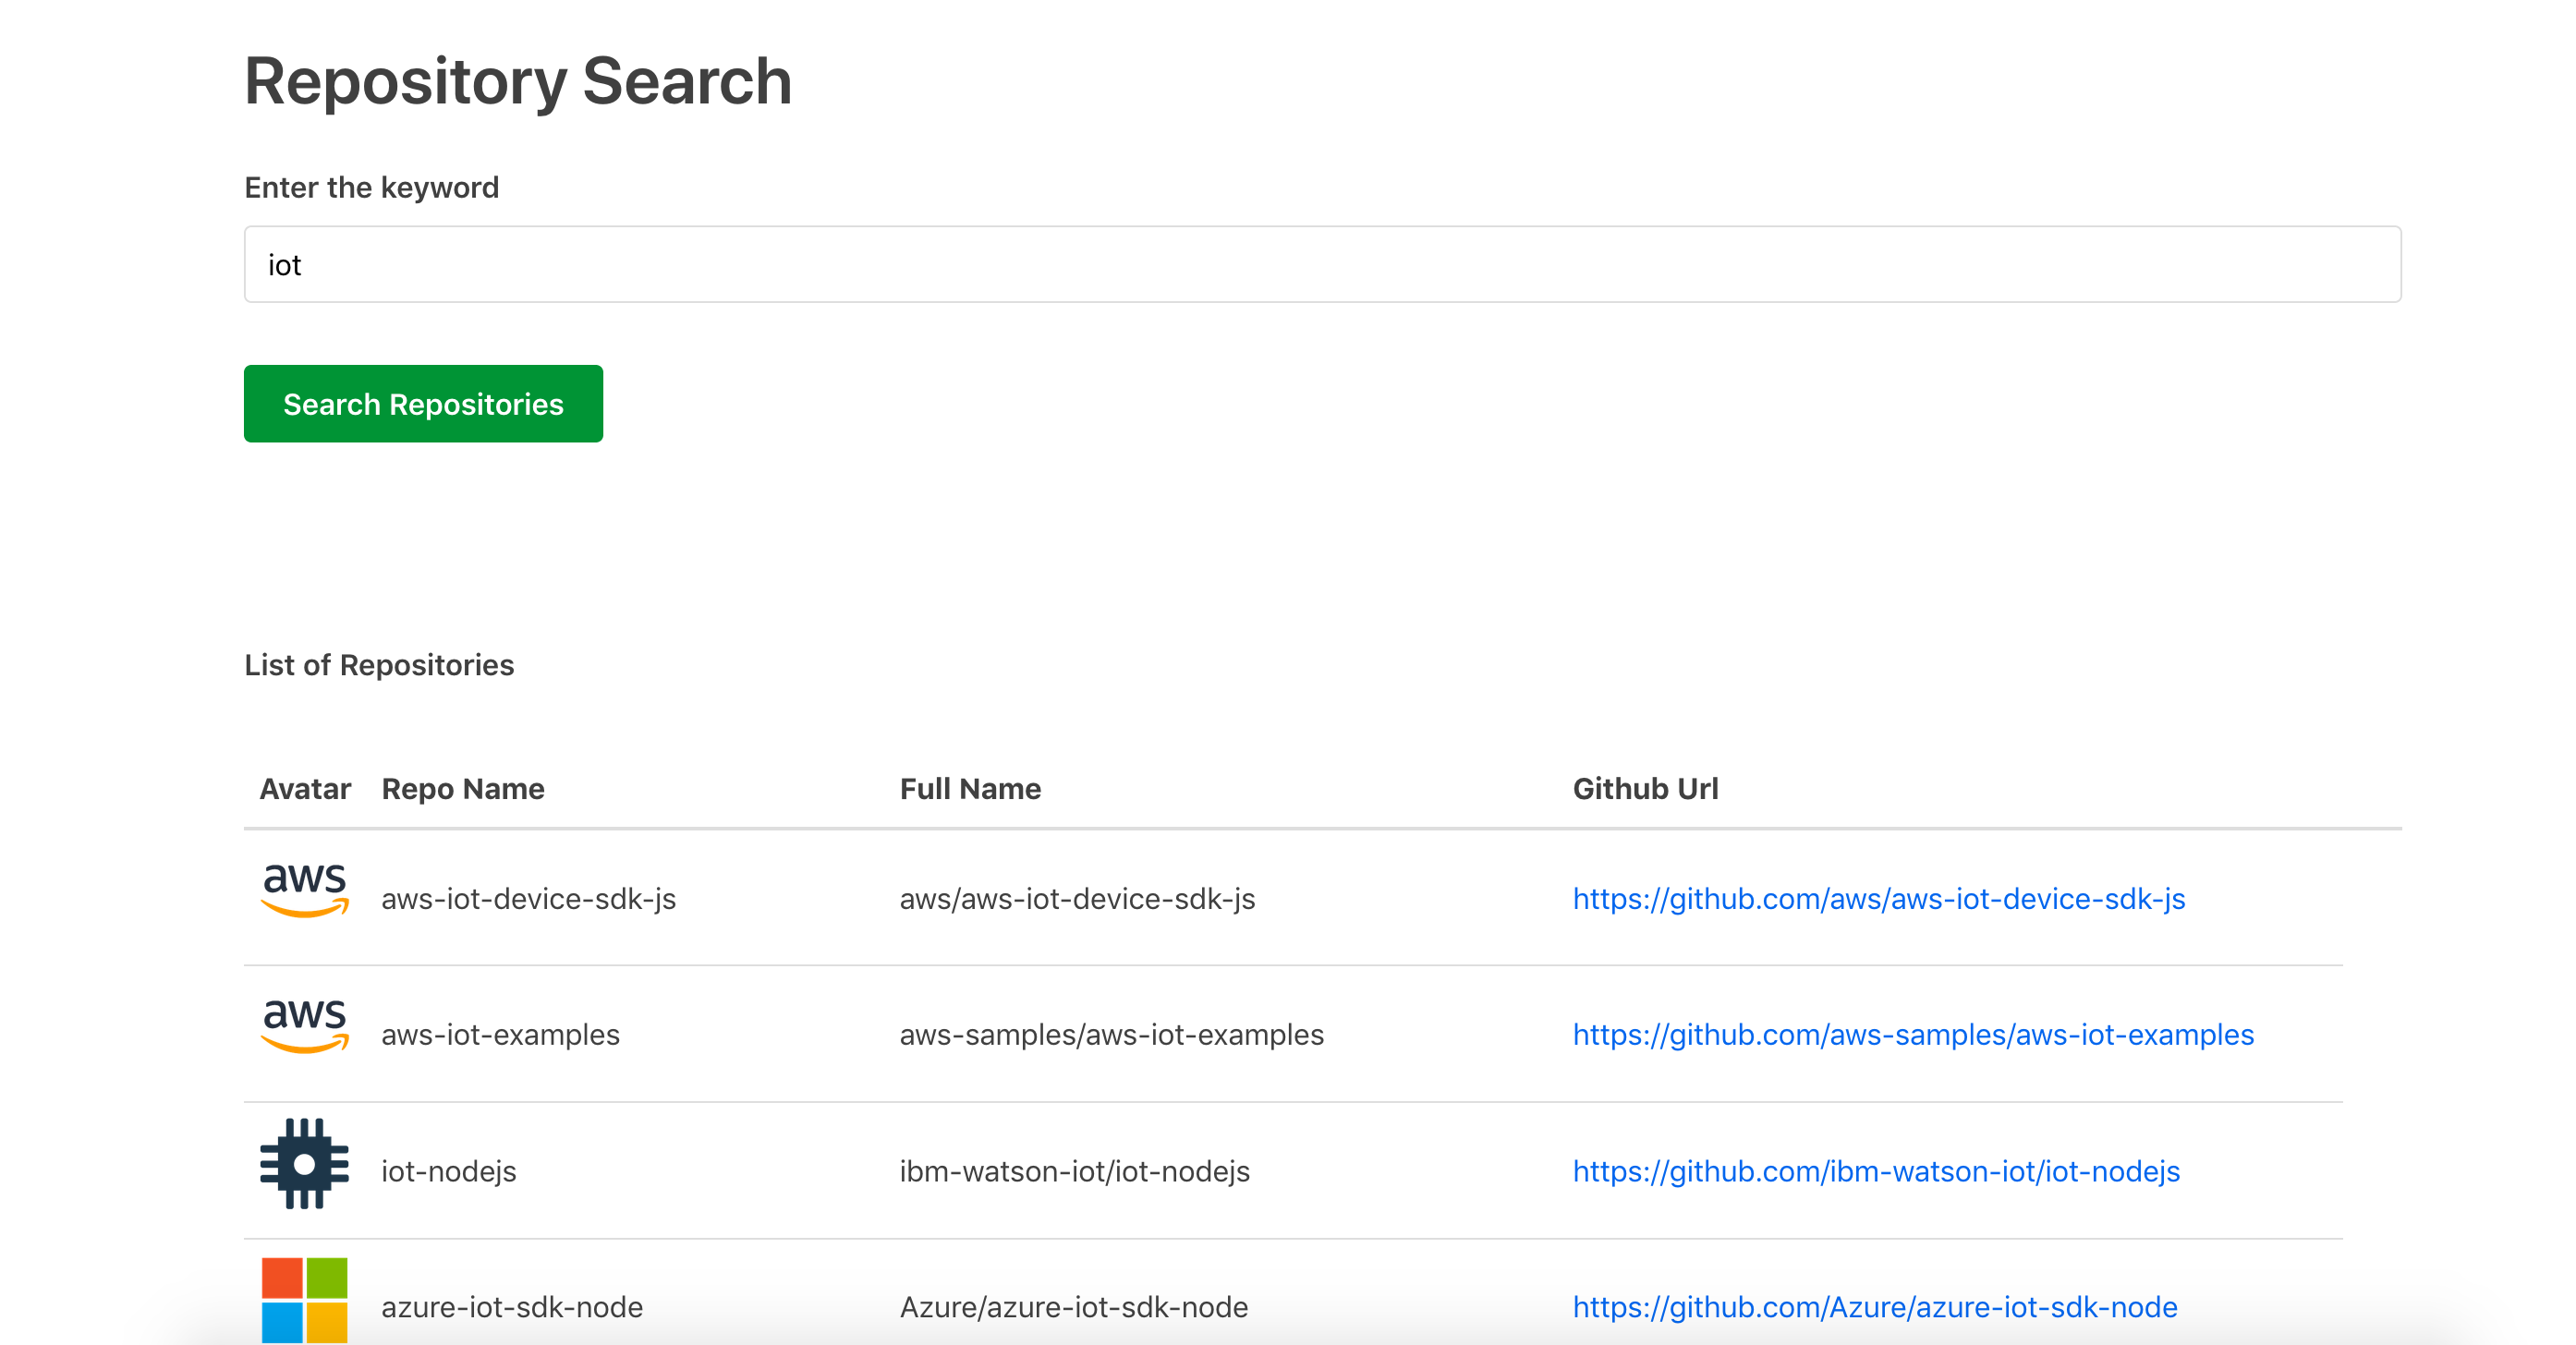 Repository Search
Enter the keyword
iot
Search Repositories
List of Repositories
Avatar Repo Name Full Name Github Url
aws aws-iot-device-sdk-js aws/aws-iot-device-sdk-js https://github.com/aws/aws-iot-device-sdk-js
aws aws-iot-examples aws-samples/aws-iot-examples https://github.com/aws-samples/aws-iot-examples
iot-nodejs ibm-watson-iot/iot-nodejs https://github.com/ibm-watson-iot/iot-nodejs
azure-iot-sdk-node Azure/azure-iot-sdk-node https://github.com/Azure/azure-iot-sdk-node